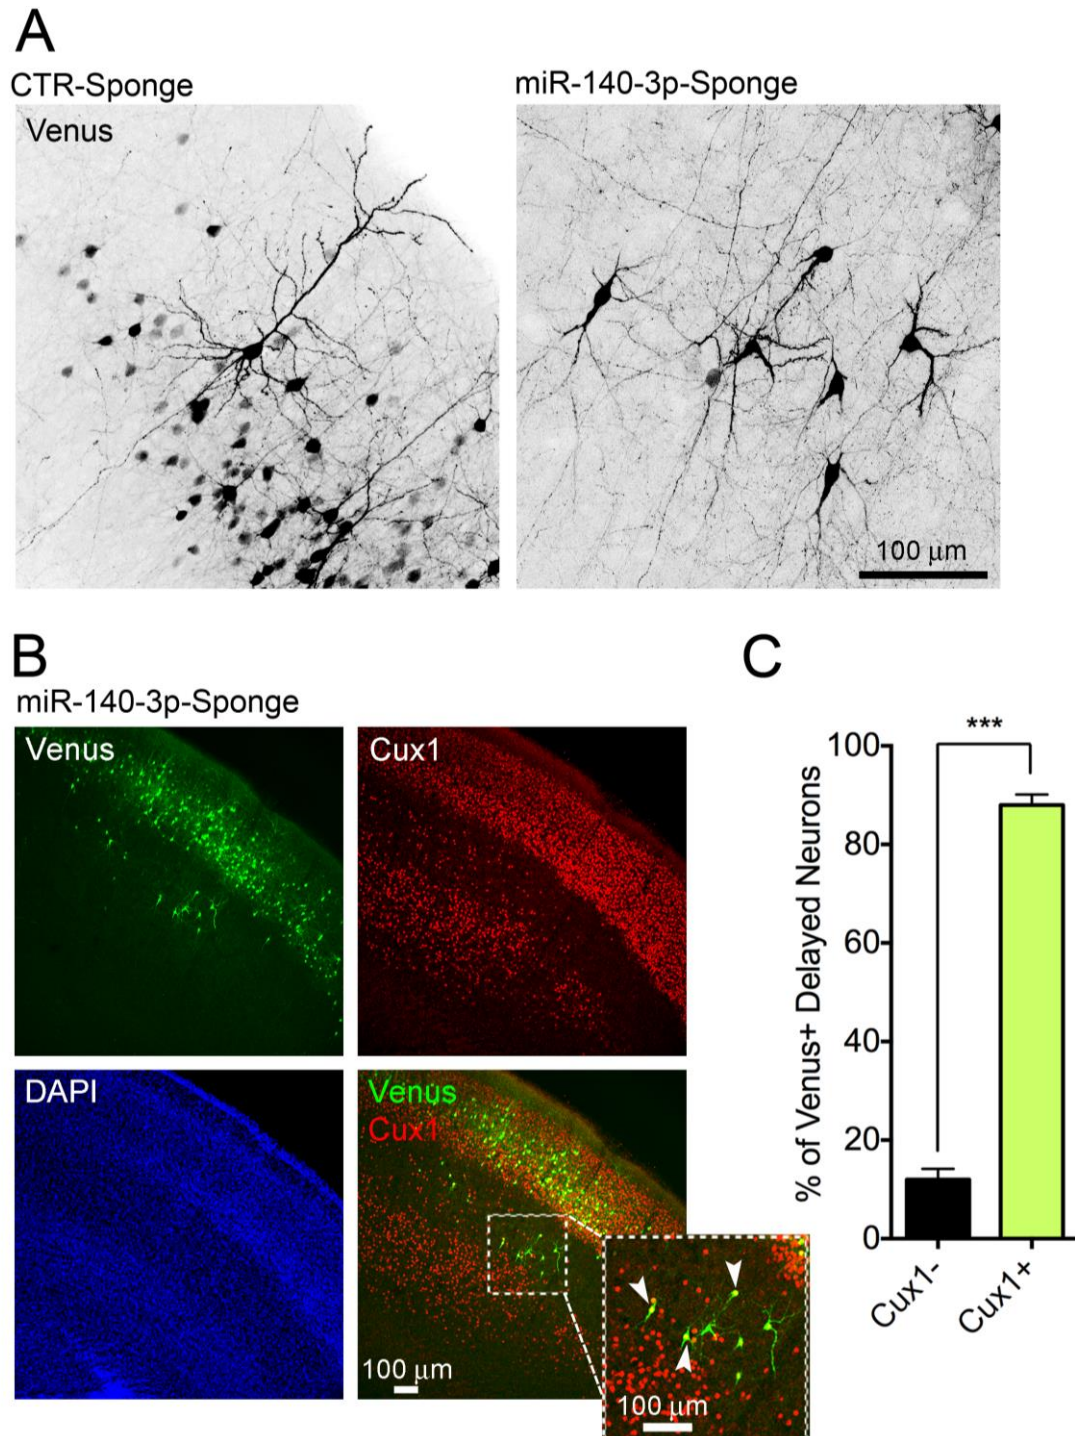 A
CTR-Sponge
miR-140-3p-Sponge
Venus
100 μm
B
C
miR-140-3p-Sponge
Venus
Cux1
DAPI
Venus
Cux1
100 μm
100 μm
***
100
80
60
40
20
0
% of Venus+ Delayed Neurons
Cux1-
Cux1+